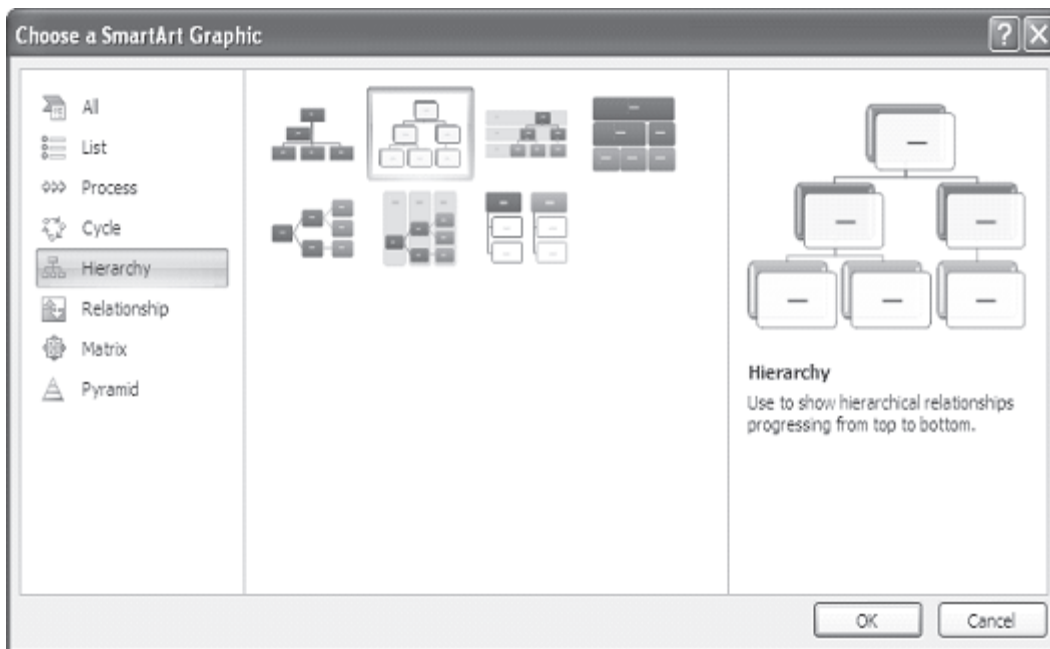 Choose a SmartArt Graphic
All
List
Process
Cycle
Hierarchy
Relationship
Matrix
Pyramid
Hierarchy
Use to show hierarchical relationships
progressing from top to bottom.
OK
Cancel